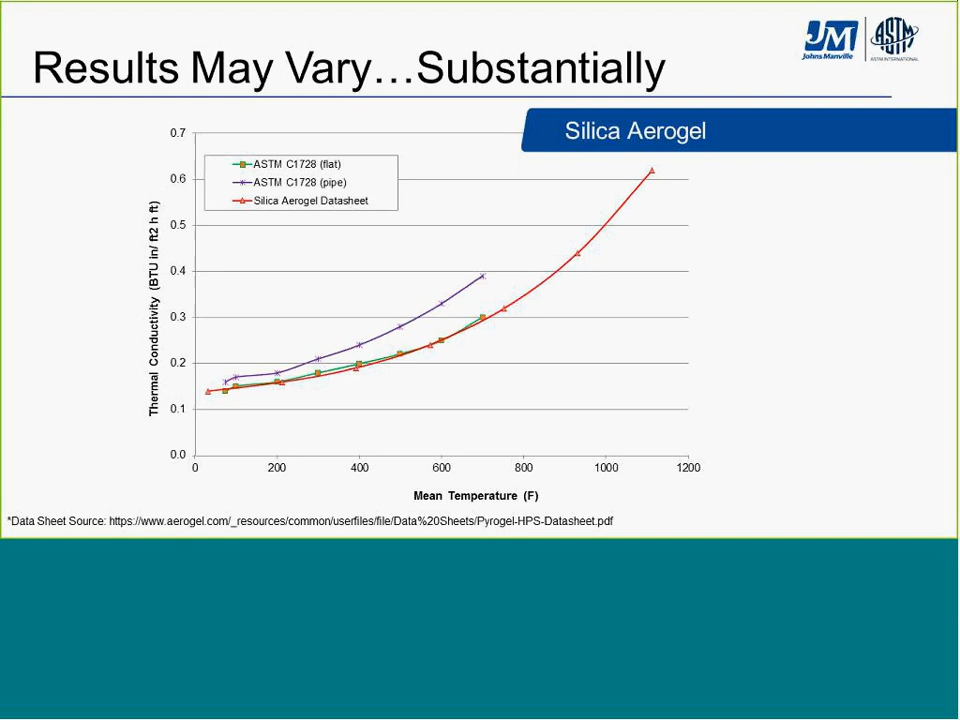 JM
Johns Manville
ASTM
ASTM INTERNATIONAL
Results May Vary…Substantially
Silica Aerogel
0.7
0.6
0.5
0.4
0.3
0.2
0.1
0.0
Thermal Conductivity (BTU in/ ft2 h ft)
ASTM C1728 (flat)
ASTM C1728 (pipe)
Silica Aerogel Datasheet
0 200 400 600 800 1000 1200
Mean Temperature (F)
*Data Sheet Source: https://www.aerogel.com/_resources/common/userfiles/file/Data%20Sheets/Pyrogel-HPS-Datasheet.pdf